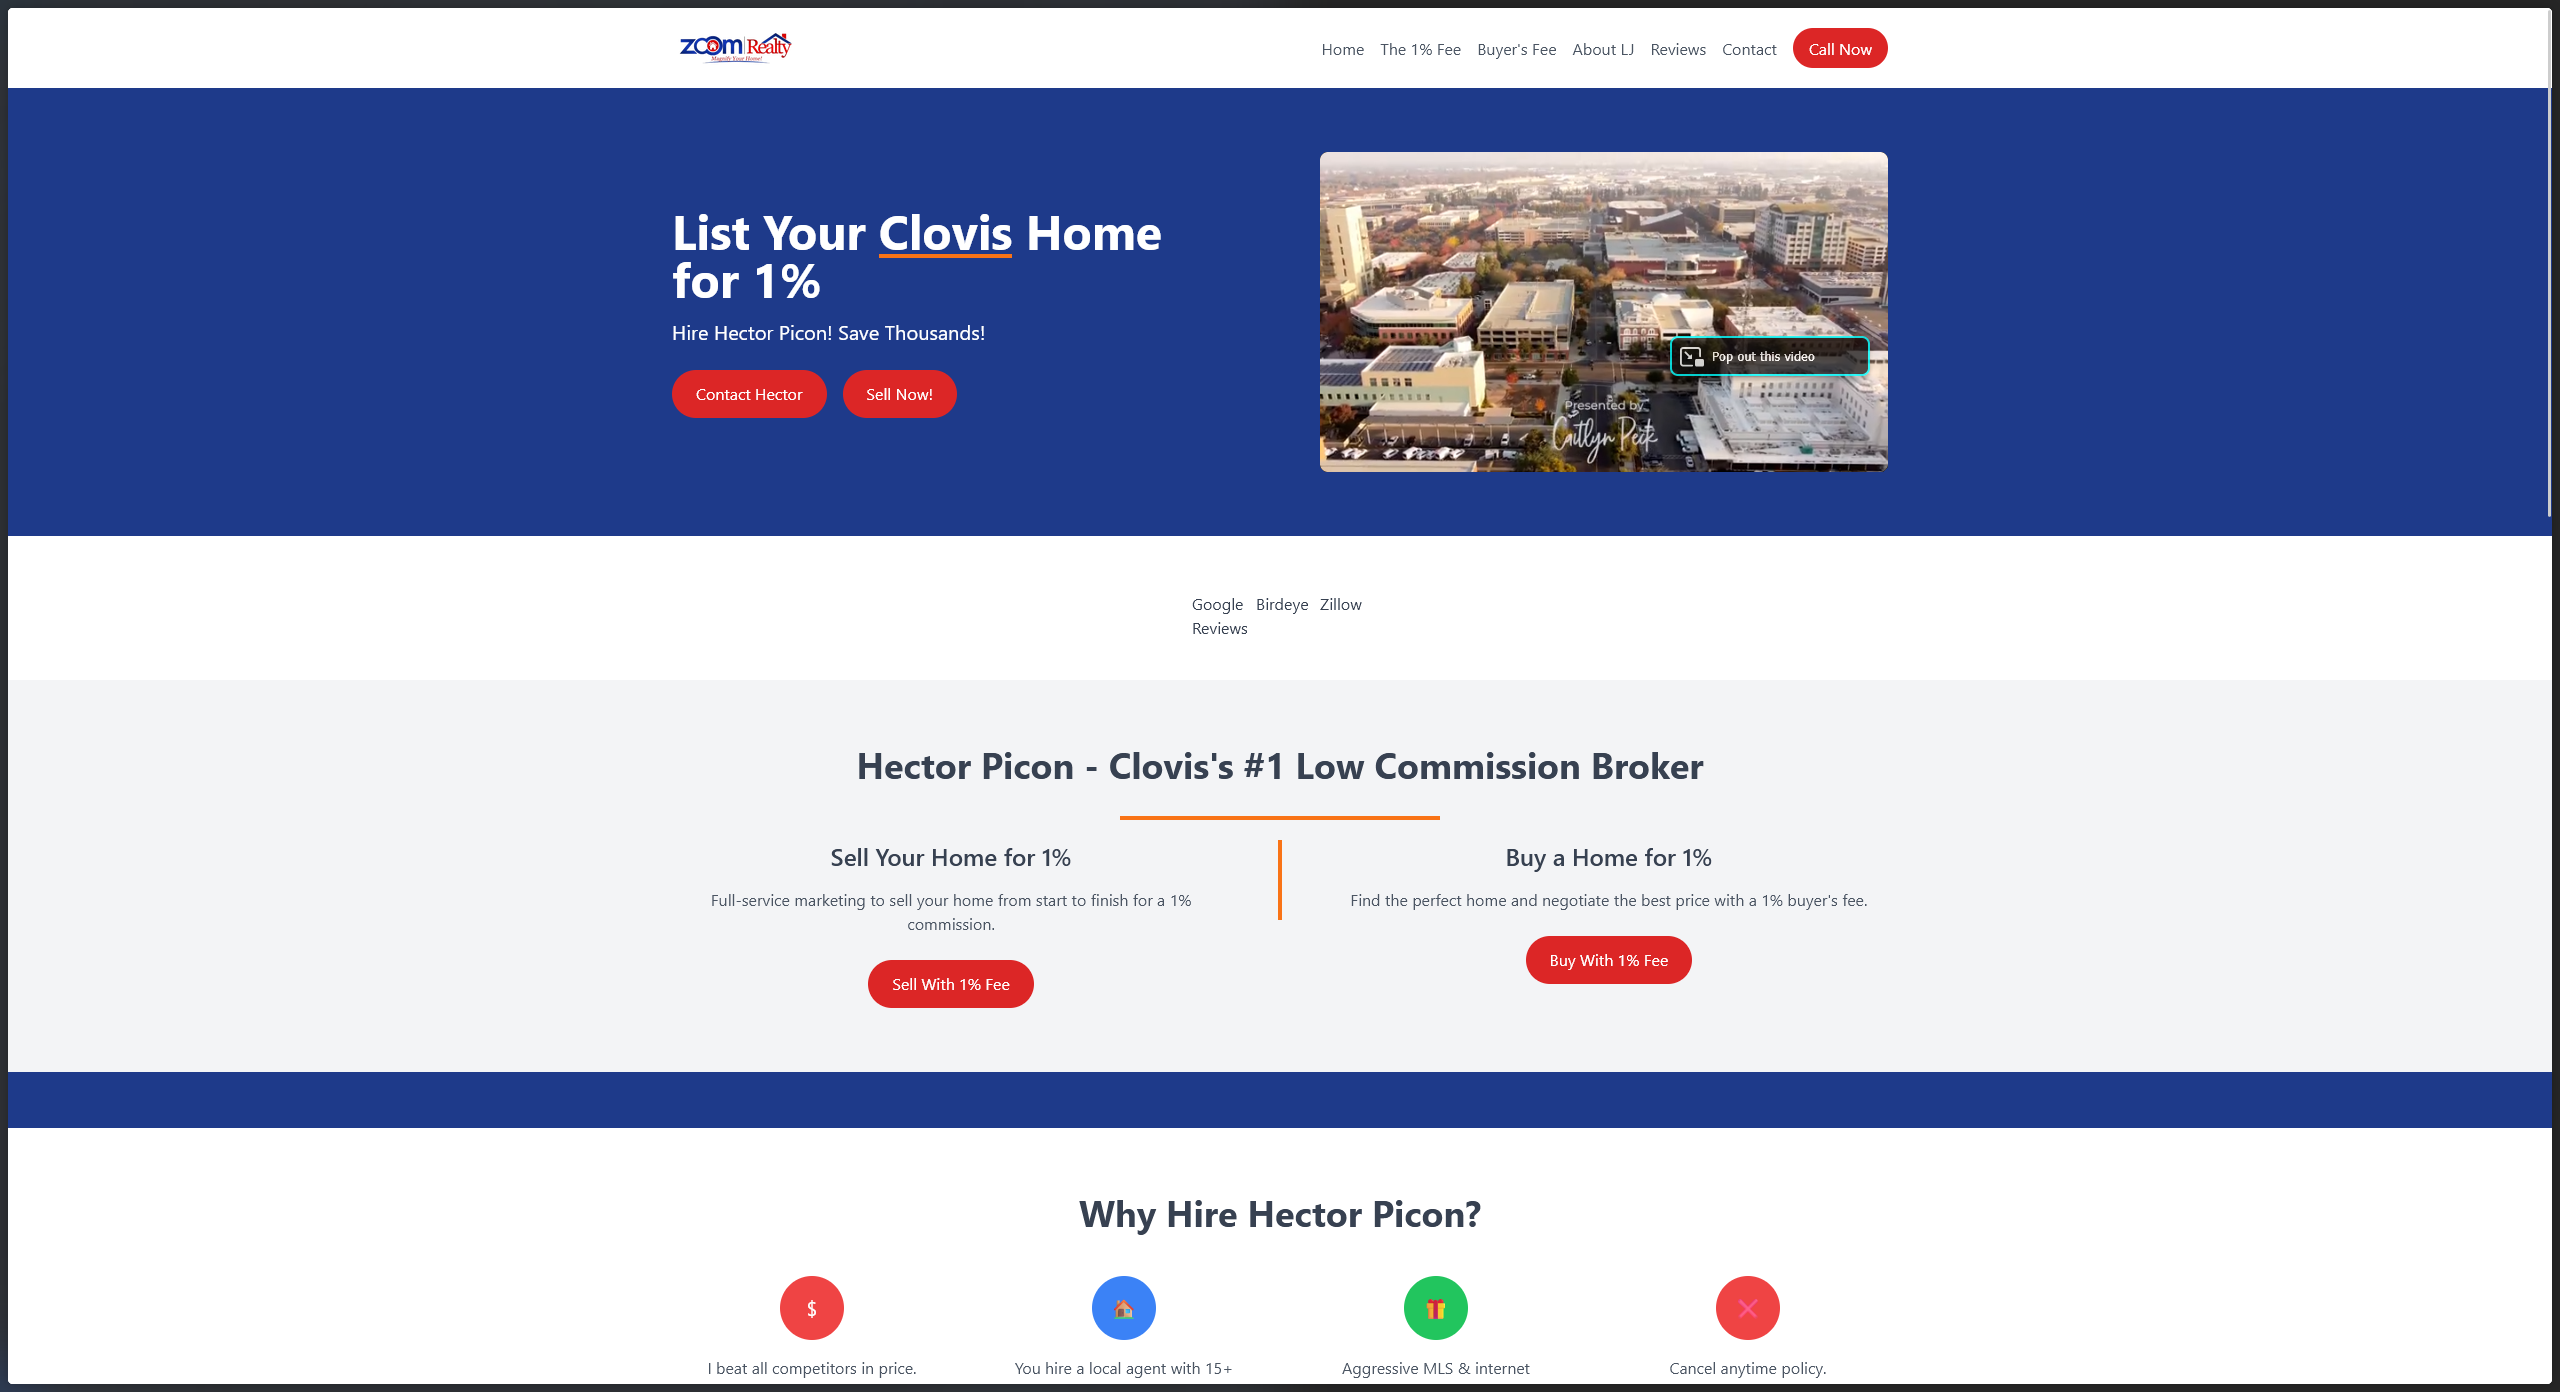 zoom Realty
Magnify Your Home!
Home The 1% Fee Buyer's Fee About LJ Reviews Contact Call Now
List Your Clovis Home
for 1%
Hire Hector Picon! Save Thousands!
Contact Hector Sell Now!
Pop out this video
Presented by
Caitlyn Peck
Google Birdeye Zillow
Reviews
Hector Picon - Clovis's #1 Low Commission Broker
Sell Your Home for 1%
Full-service marketing to sell your home from start to finish for a 1%
commission.
Sell With 1% Fee
Buy a Home for 1%
Find the perfect home and negotiate the best price with a 1% buyer's fee.
Buy With 1% Fee
Why Hire Hector Picon?
$
I beat all competitors in price.
You hire a local agent with 15+
Aggressive MLS & internet
Cancel anytime policy.